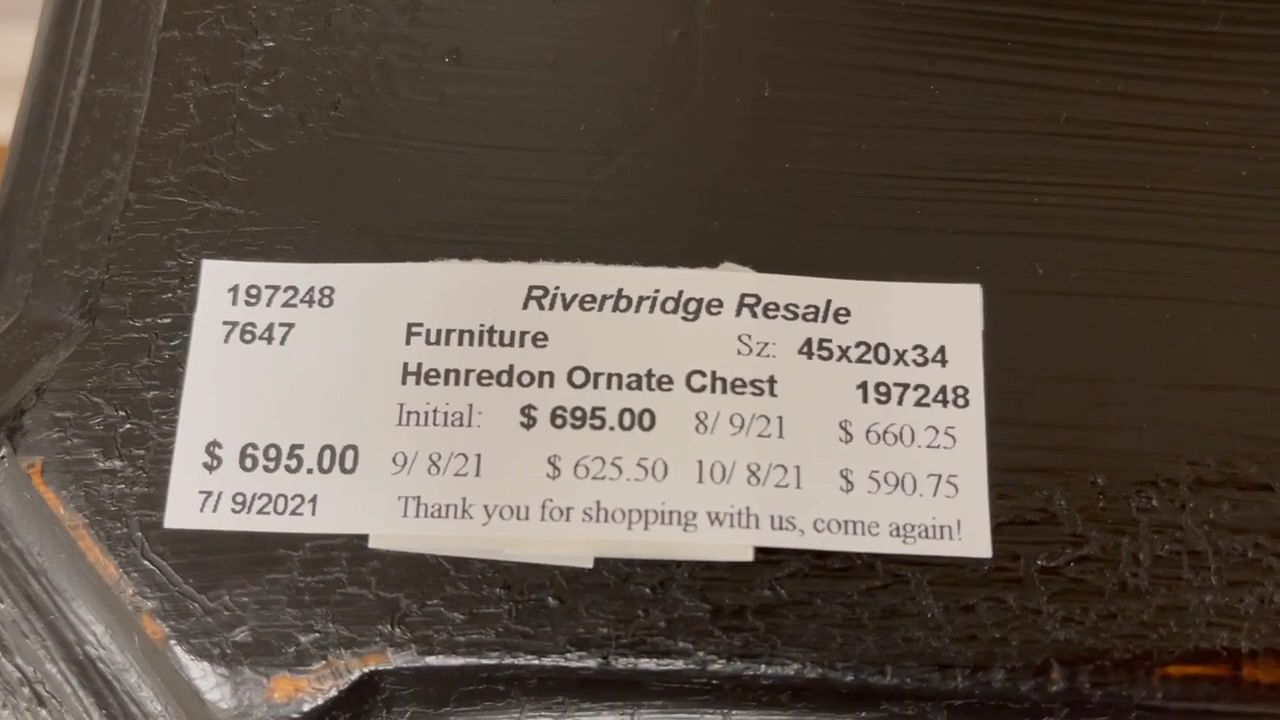 197248 Riverbridge Resale
7647 Furniture Sz: 45x20x34
Henredon Ornate Chest 197248
Initial: $ 695.00 8/ 9/21 $ 660.25
$ 695.00 9/ 8/21 $ 625.50 10/ 8/21 $ 590.75
7/ 9/2021 Thank you for shopping with us, come again!